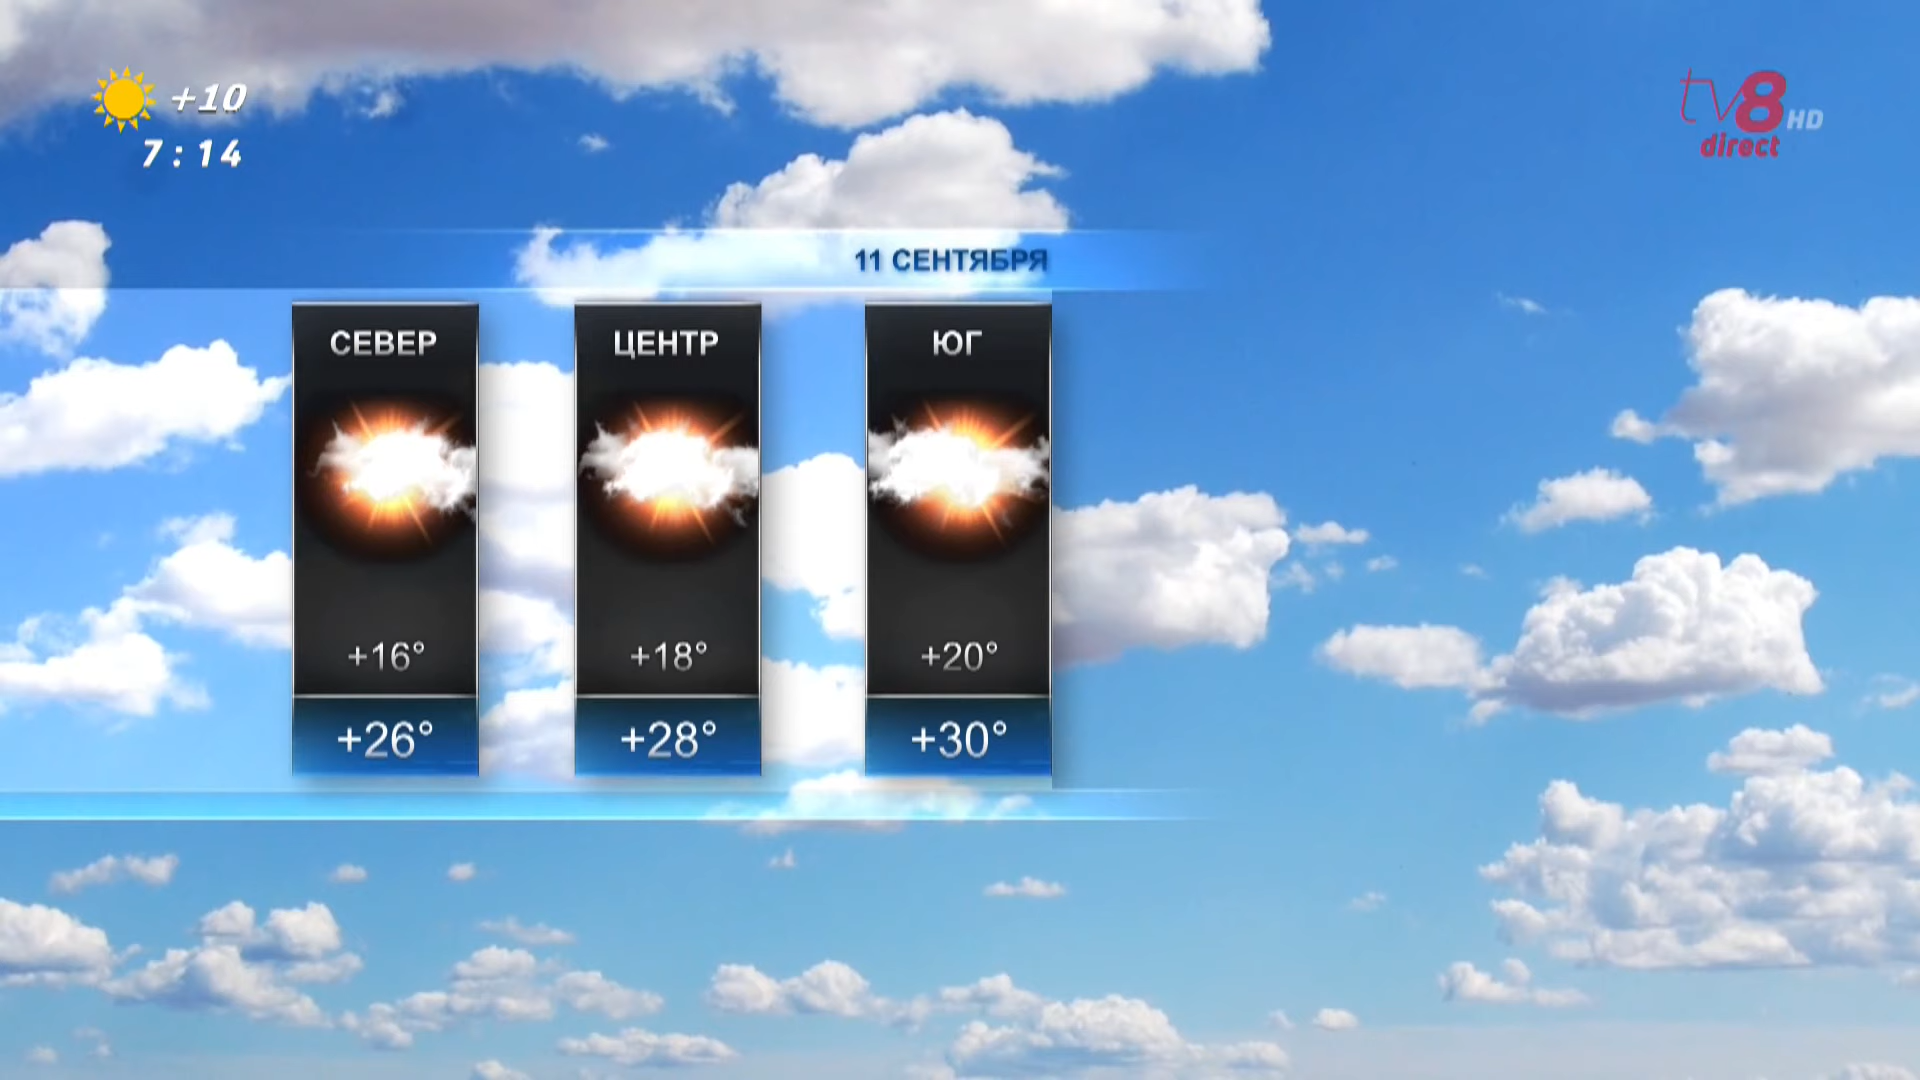 +10
7:14
tv8 HD
direct
11 СЕНТЯБРЯ
СЕВЕР
+16°
+26°
ЦЕНТР
+18°
+28°
ЮГ
+20°
+30°